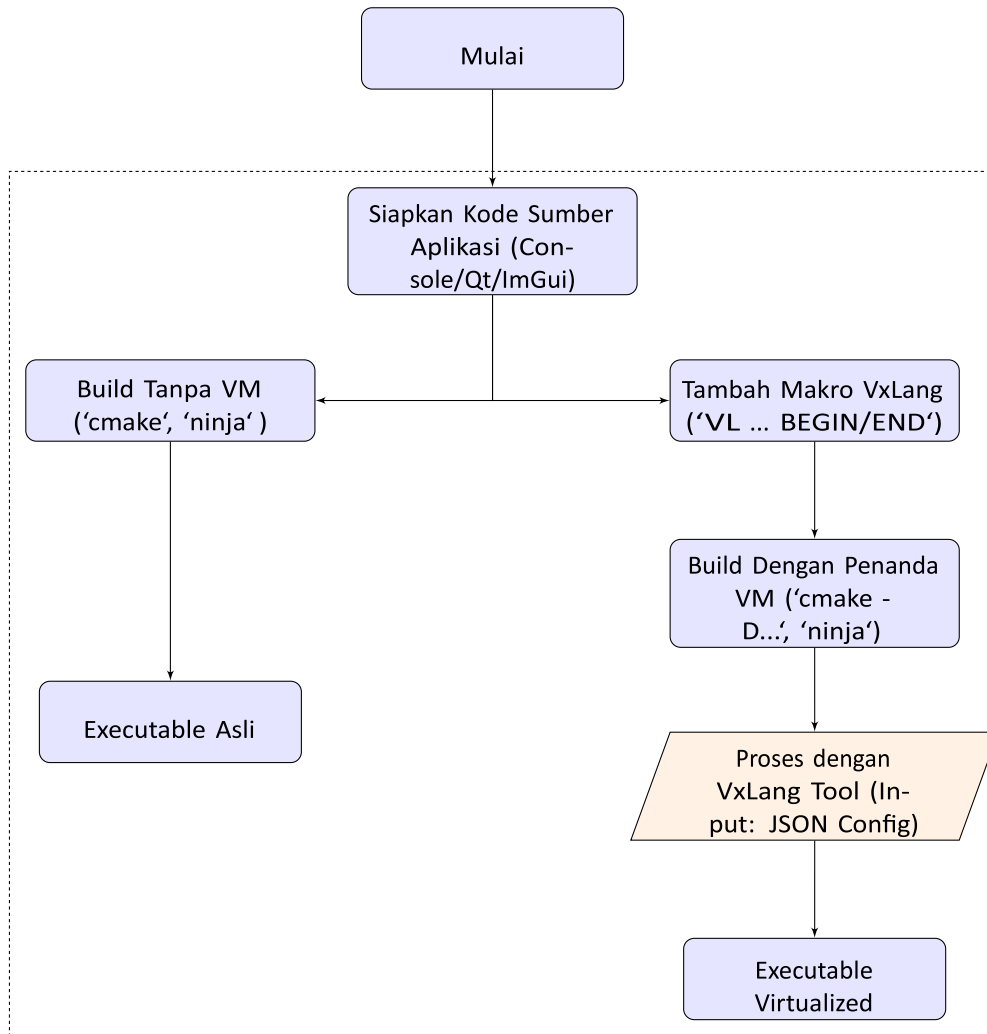 Mulai
Siapkan Kode Sumber
Aplikasi (Con-
sole/Qt/ImGui)
Build Tanpa VM
(‘cmake‘, ‘ninja‘ )
Tambah Makro VxLang
(‘VL ... BEGIN/END‘)
Build Dengan Penanda
VM (‘cmake -
D...‘, ‘ninja‘)
Executable Asli
Proses dengan
VxLang Tool (In-
put: JSON Config)
Executable
Virtualized